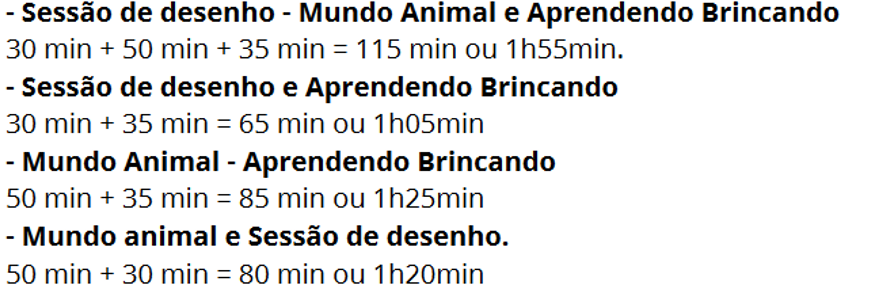 - Sessão de desenho - Mundo Animal e Aprendendo Brincando
30 min + 50 min + 35 min = 115 min ou 1h55min.
- Sessão de desenho e Aprendendo Brincando
30 min + 35 min = 65 min ou 1h05min
- Mundo Animal - Aprendendo Brincando
50 min + 35 min = 85 min ou 1h25min
- Mundo animal e Sessão de desenho.
50 min + 30 min = 80 min ou 1h20min